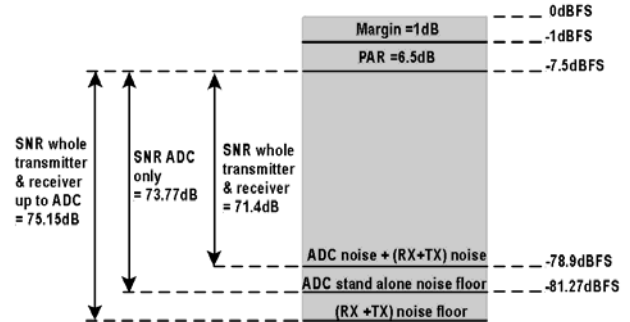 0dBFS
Margin =1dB
-1dBFS
PAR =6.5dB
-7.5dBFS
SNR whole
transmitter
& receiver
up to ADC
= 75.15dB
SNR ADC
only
= 73.77dB
SNR whole
transmitter
& receiver
= 71.4dB
ADC noise + (RX+TX) noise
-78.9dBFS
ADC stand alone noise floor
-81.27dBFS
(RX +TX) noise floor